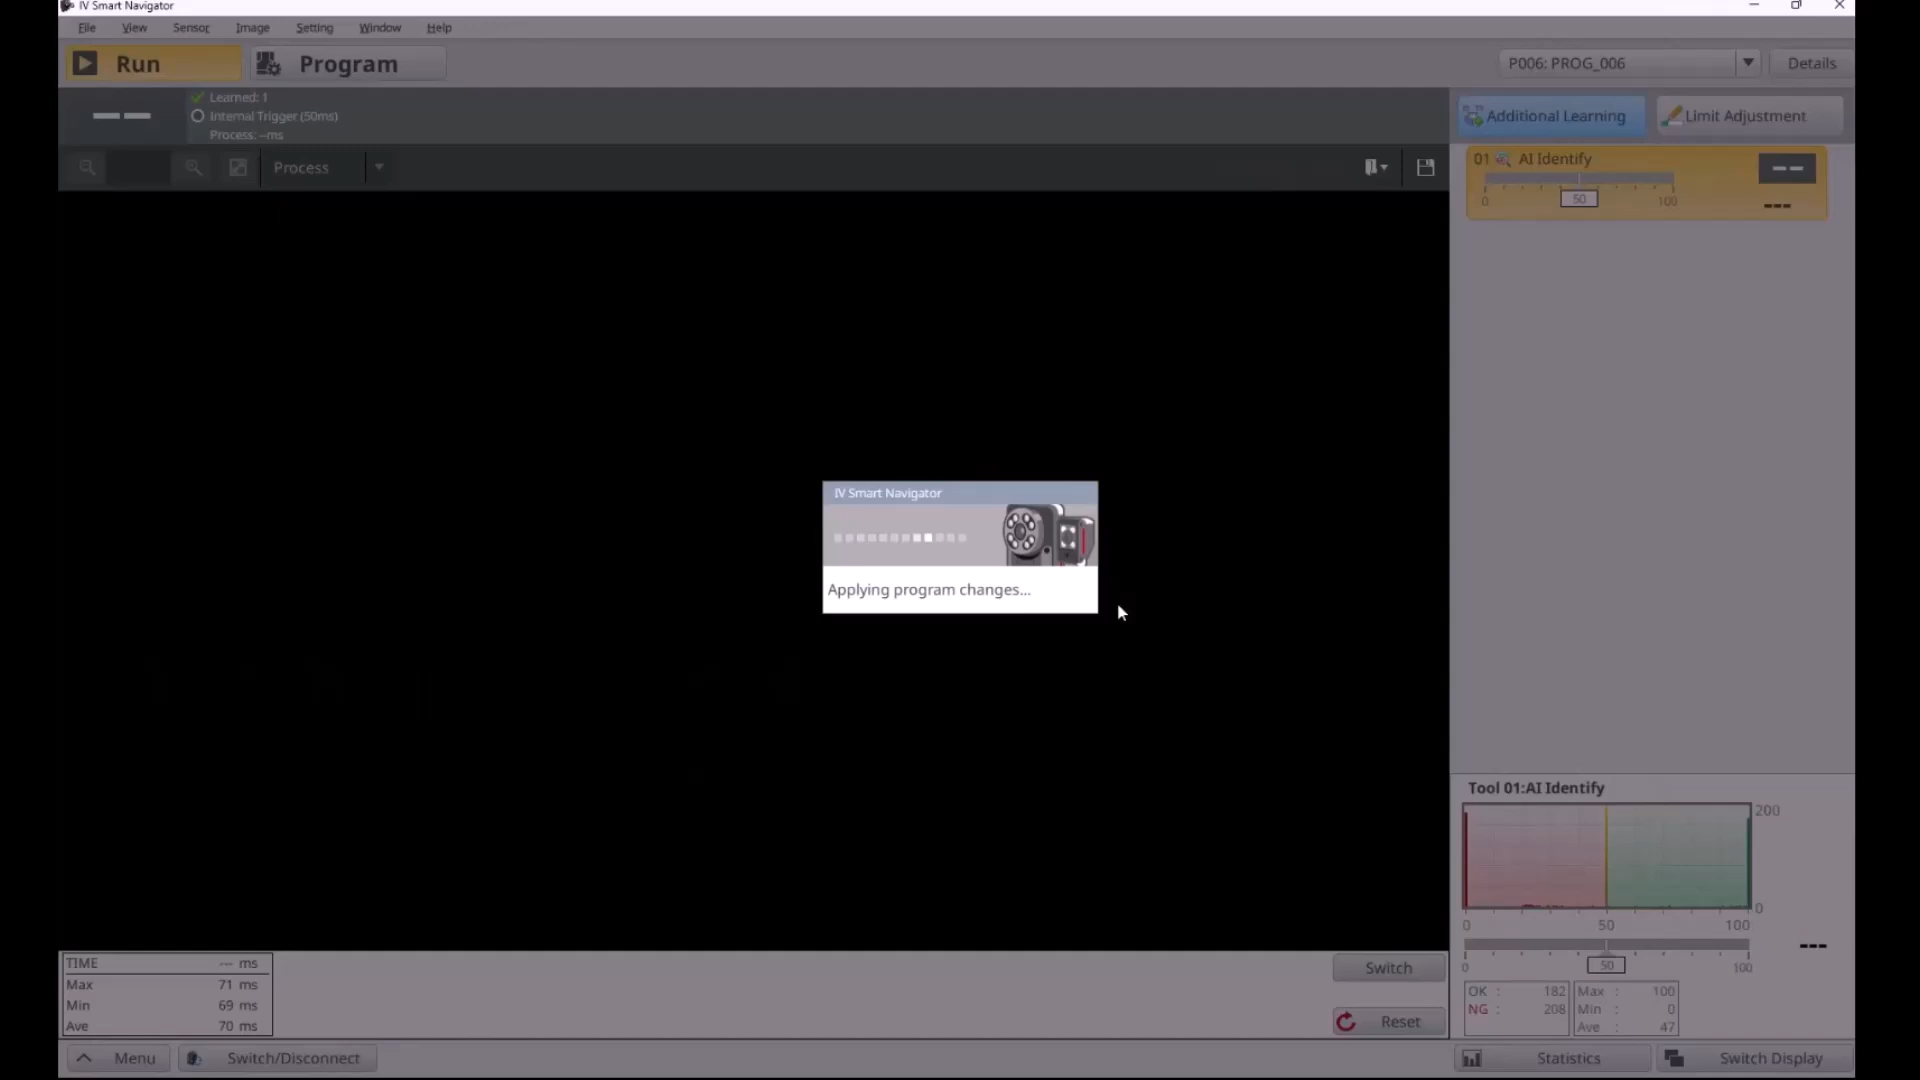 IV Smart Navigator
File View Sensor Image Setting Window Help
Run Program P006: PROG_006 Details
Learned: 1
Internal Trigger (50ms)
Process: --ms
Additional Learning Limit Adjustment
Process
01 AI Identify
0 50 100
IV Smart Navigator
Applying program changes...
Tool 01:AI Identify
200
0
0 50 100
0 50 100
TIME --- ms
Max 71 ms
Min 69 ms
Ave 70 ms
Switch
Reset
OK : 182
NG : 208
Max : 100
Min : 0
Ave : 47
Menu Switch/Disconnect Statistics Switch Display